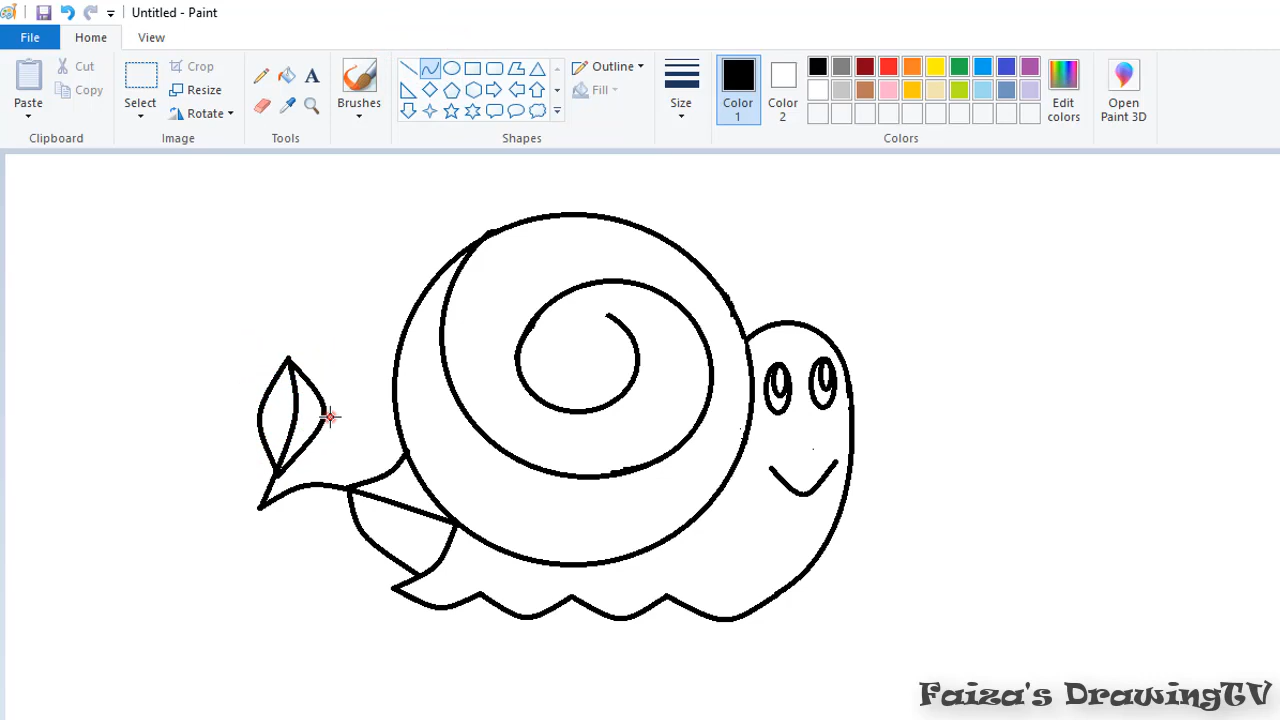 Untitled - Paint
File Home View
Paste
Cut
Copy
Clipboard
Select
Crop
Resize
Rotate
Image
A
Tools
Brushes
Outline
Fill
Shapes
Size
Color 1
Color 2
Edit colors
Colors
Open Paint 3D
Faiza's DrawingTV